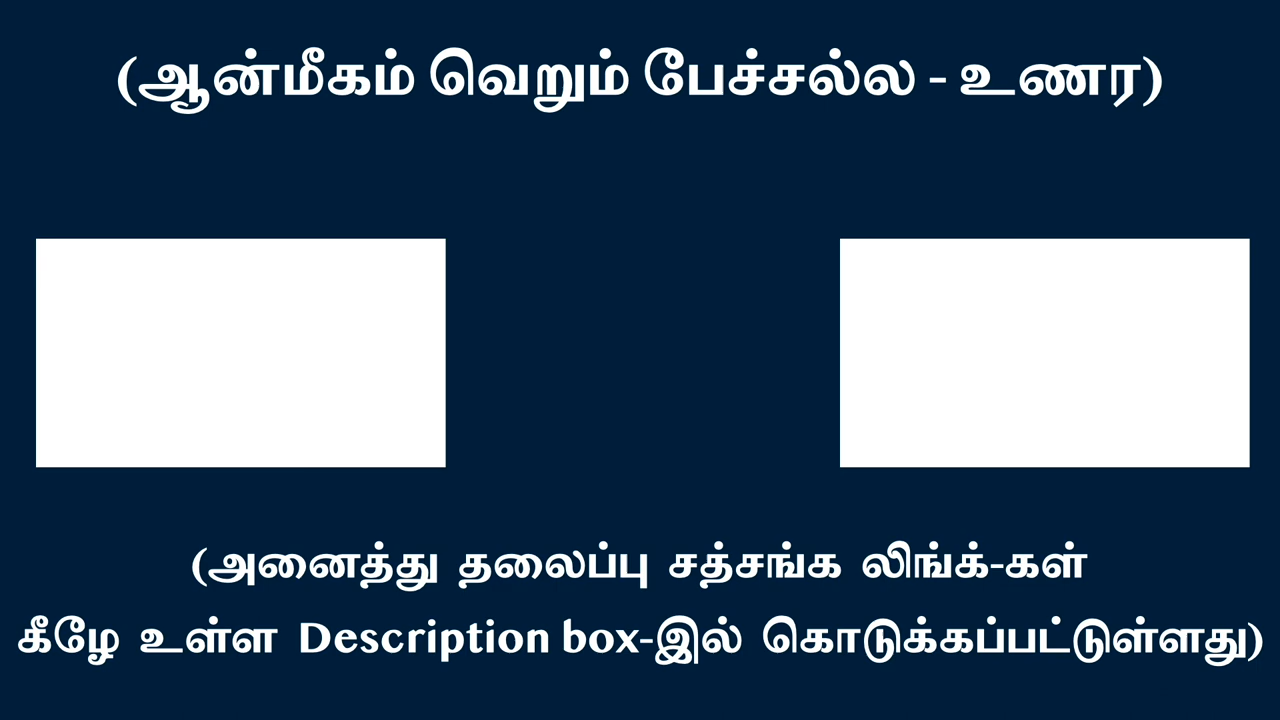 (ஆன்மீகம் வெறும் பேச்சல்ல - உணர)
(அனைத்து தலைப்பு சத்சங்க லிங்க்-கள்
கீழே உள்ள Description box-இல் கொடுக்கப்பட்டுள்ளது)